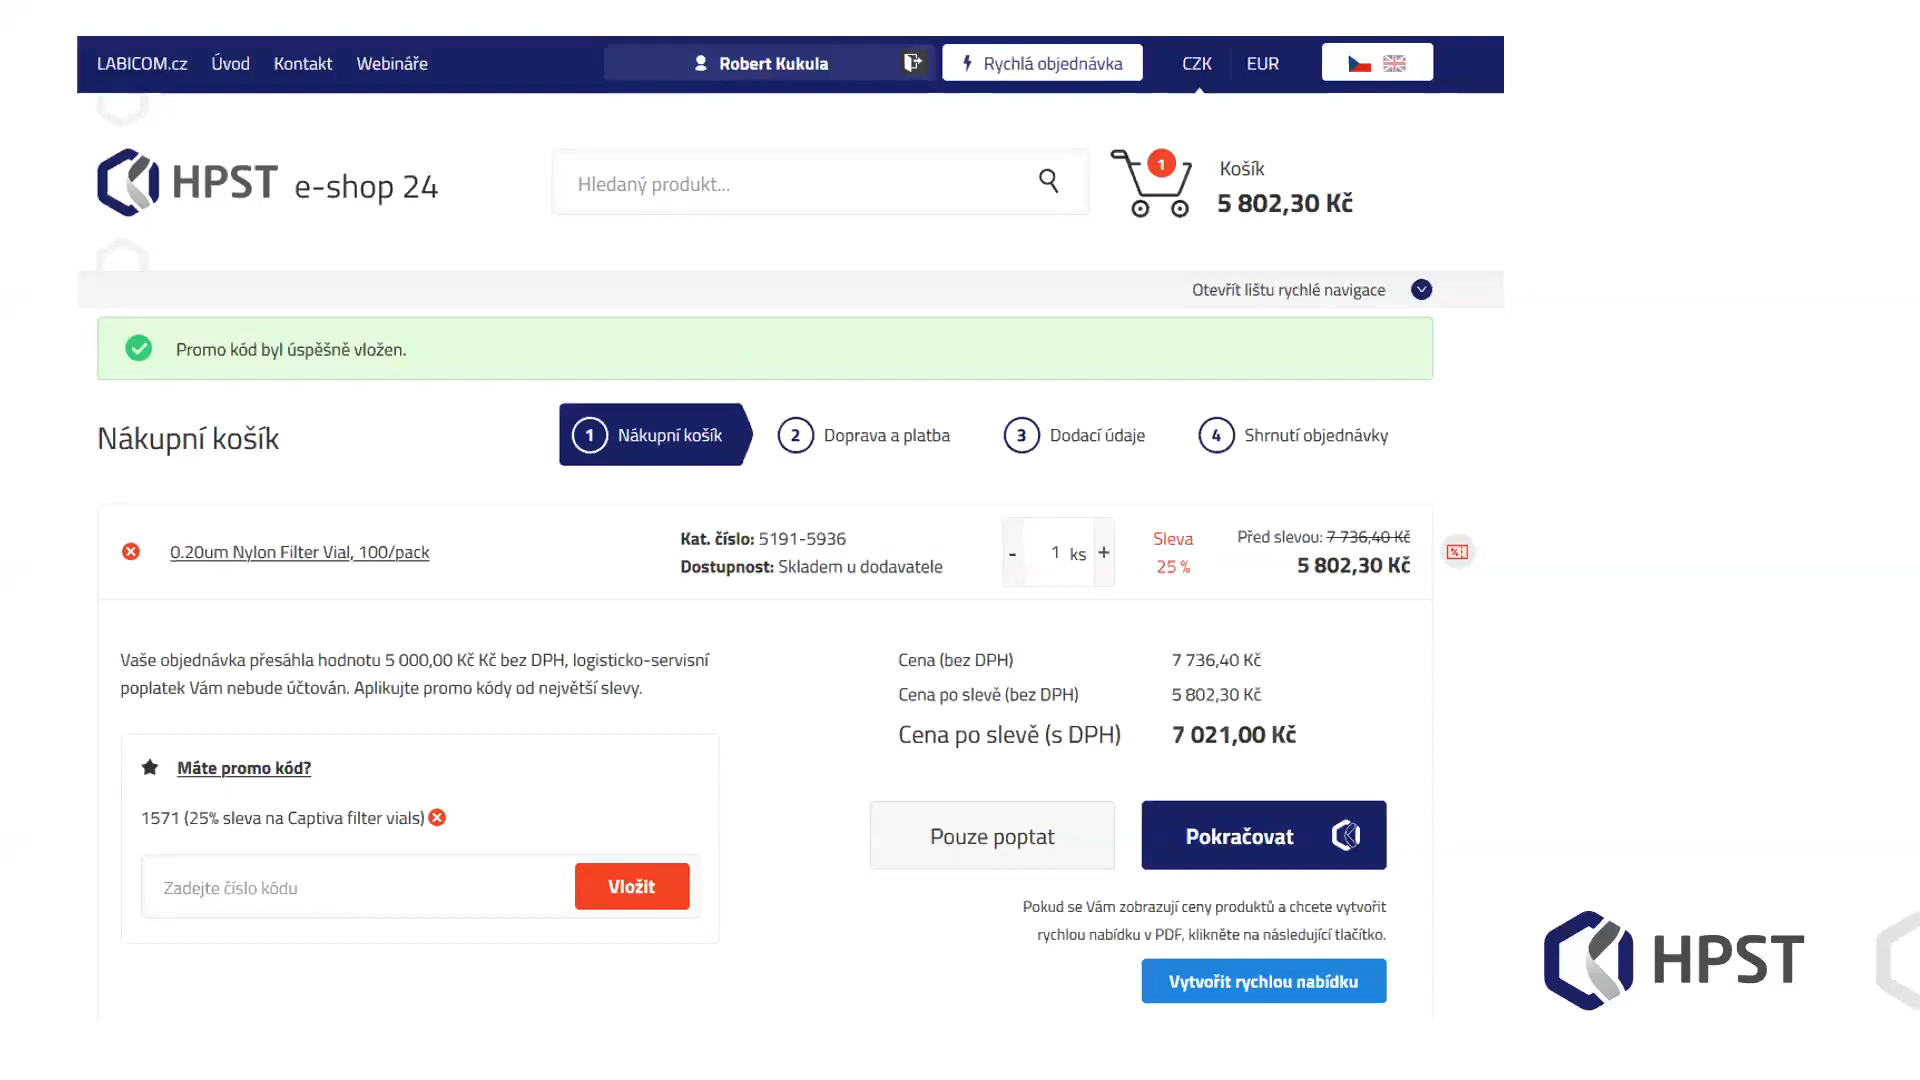 LABICOM.cz Úvod Kontakt Webináře Robert Kukula Rychlá objednávka CZK EUR
HPST e-shop 24
Hledaný produkt...
1
Košík
5 802,30 Kč
Otevřít lištu rychlé navigace
Promo kód byl úspěšně vložen.
Nákupní košík
1 Nákupní košík 2 Doprava a platba 3 Dodací údaje 4 Shrnutí objednávky
0.20um Nylon Filter Vial, 100/pack
Kat. číslo: 5191-5936
Dostupnost: Skladem u dodavatele
- 1 ks +
Sleva
25 %
Před slevou: 7 736,40 Kč
5 802,30 Kč
Vaše objednávka přesáhla hodnotu 5 000,00 Kč Kč bez DPH, logisticko-servisní
poplatek Vám nebude účtován. Aplikujte promo kódy od největší slevy.
Máte promo kód?
1571 (25% sleva na Captiva filter vials)
Zadejte číslo kódu Vložit
Cena (bez DPH) 7 736,40 Kč
Cena po slevě (bez DPH) 5 802,30 Kč
Cena po slevě (s DPH) 7 021,00 Kč
Pouze poptat Pokračovat
Pokud se Vám zobrazují ceny produktů a chcete vytvořit
rychlou nabídku v PDF, klikněte na následující tlačítko.
Vytvořit rychlou nabídku
HPST